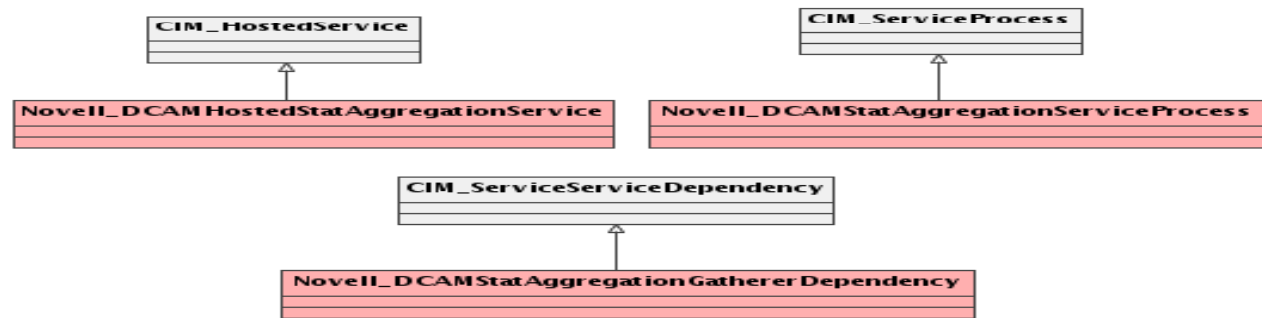 CIM_HostedService
CIM_ServiceProcess
Novell_DCAMHostedStatAggregationService
Novell_DCAMStatAggregationServiceProcess
CIM_ServiceServiceDependency
Novell_DCAMStatAggregationGathererDependency